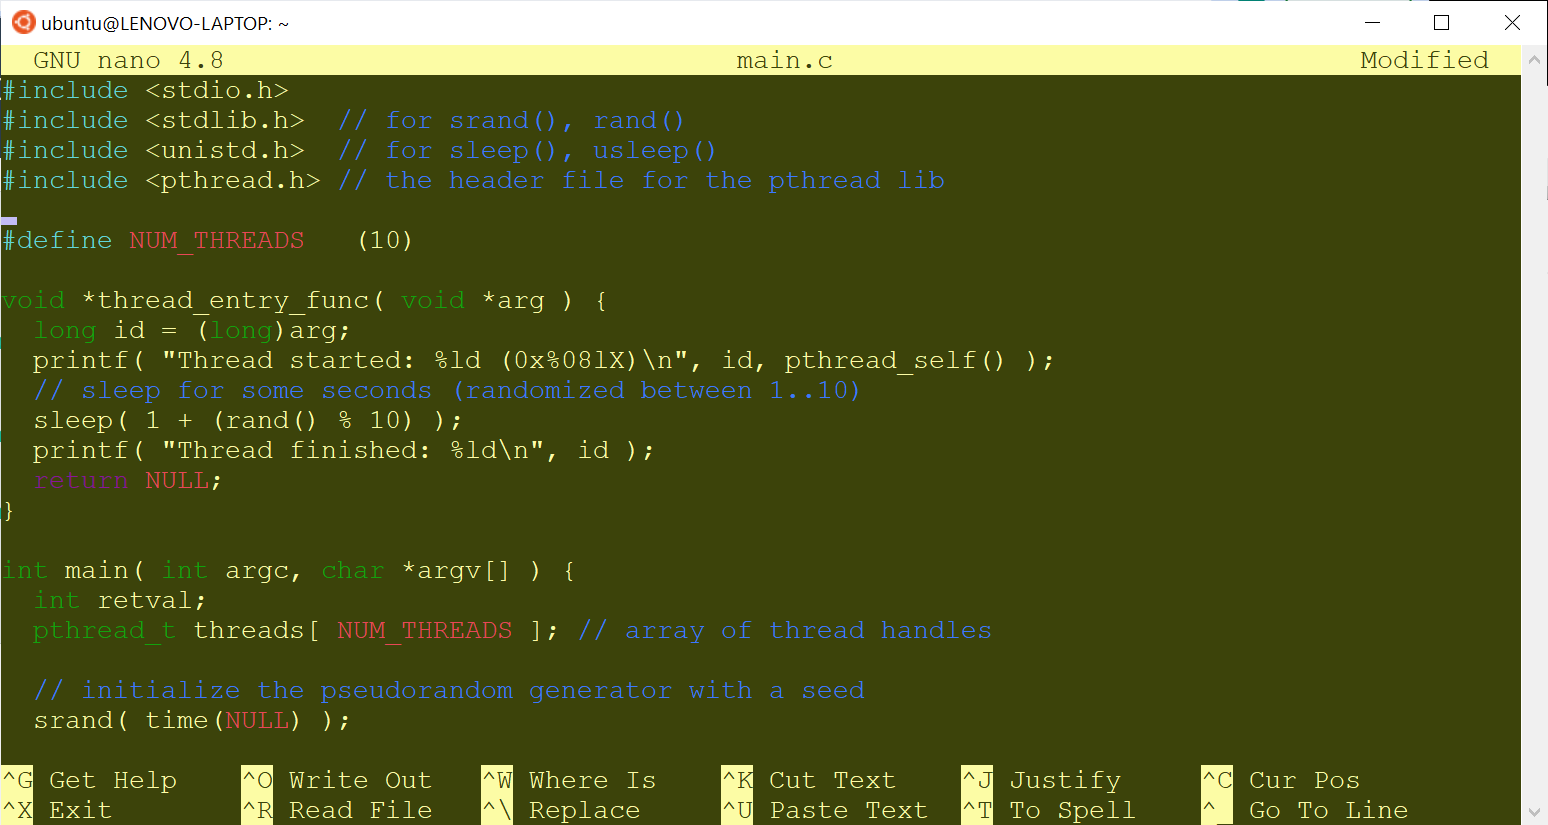 ubuntu@LENOVO-LAPTOP: ~
GNU nano 4.8 main.c Modified
#include <stdio.h>
#include <stdlib.h>  // for srand(), rand()
#include <unistd.h>  // for sleep(), usleep()
#include <pthread.h> // the header file for the pthread lib

#define NUM_THREADS   (10)

void *thread_entry_func( void *arg ) {
  long id = (long)arg;
  printf( "Thread started: %ld (0x%08lX)\n", id, pthread_self() );
  // sleep for some seconds (randomized between 1..10)
  sleep( 1 + (rand() % 10) );
  printf( "Thread finished: %ld\n", id );
  return NULL;
}

int main( int argc, char *argv[] ) {
  int retval;
  pthread_t threads[ NUM_THREADS ]; // array of thread handles

  // initialize the pseudorandom generator with a seed
  srand( time(NULL) );

^G Get Help    ^O Write Out   ^W Where Is    ^K Cut Text    ^J Justify     ^C Cur Pos
^X Exit        ^R Read File   ^\ Replace     ^U Paste Text  ^T To Spell    ^_ Go To Line